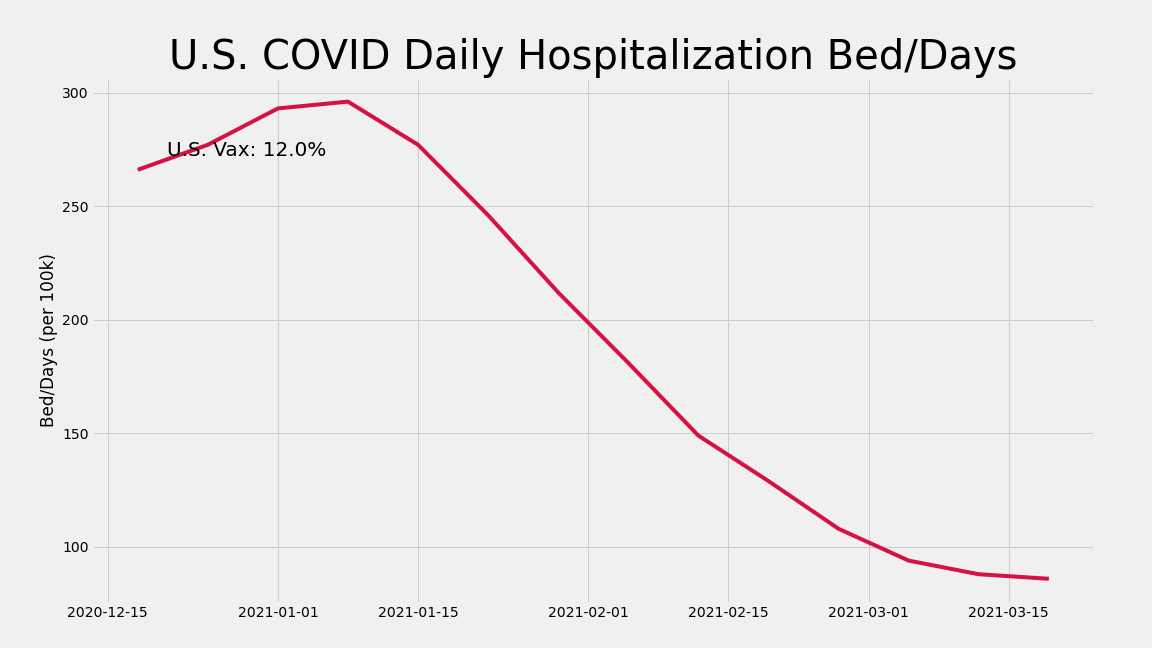 U.S. COVID Daily Hospitalization Bed/Days
300
U.S. Vax: 12.0%
250
200
150
100
Bed/Days (per 100k)
2020-12-15 2021-01-01 2021-01-15 2021-02-01 2021-02-15 2021-03-01 2021-03-15